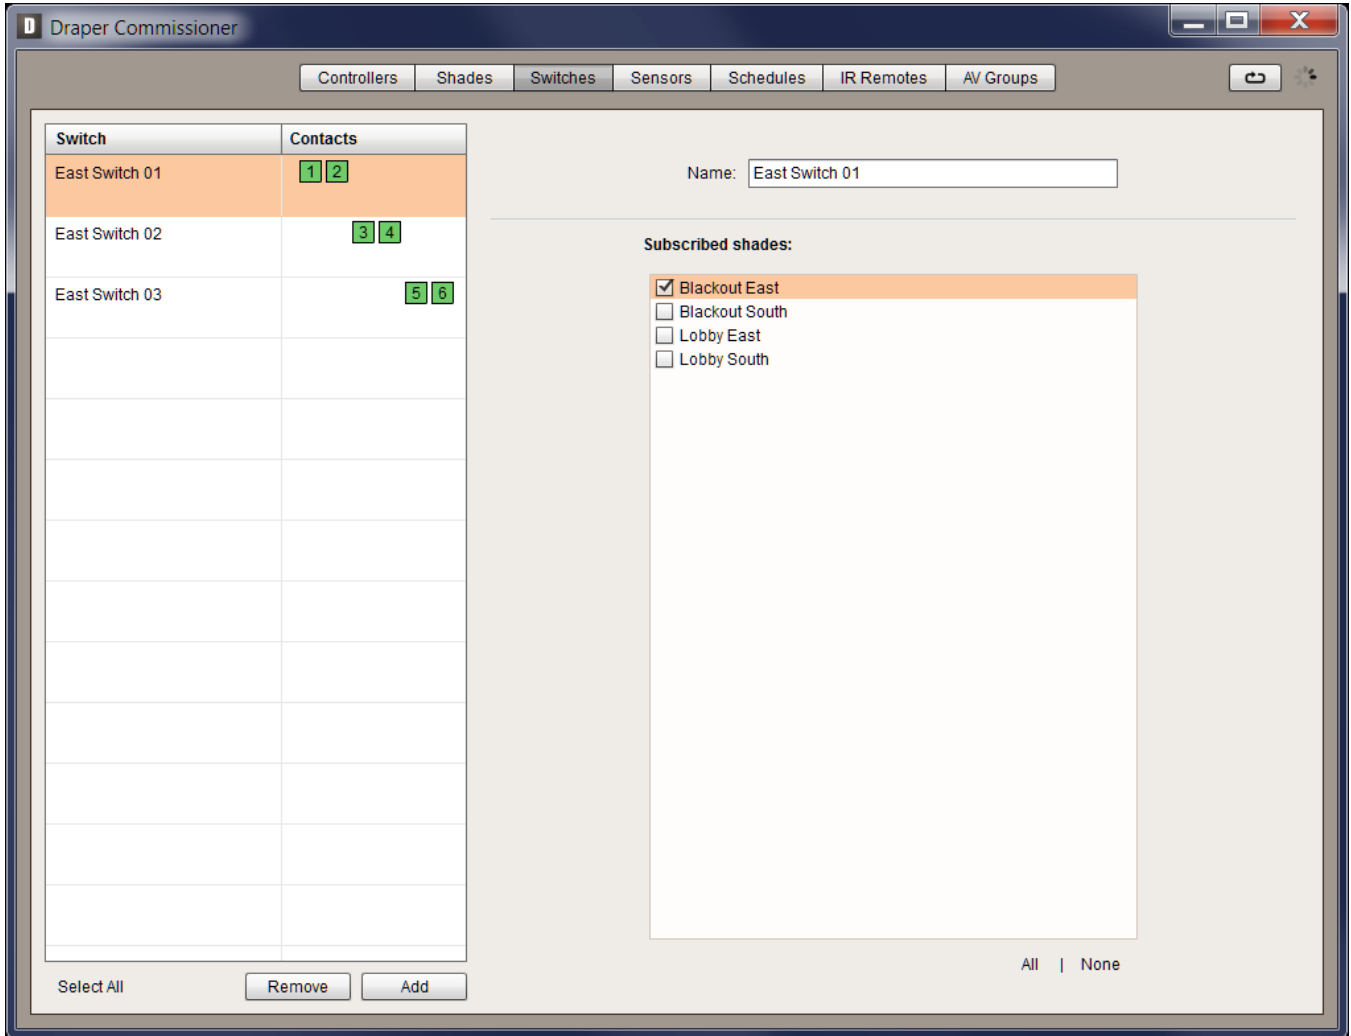 D Draper Commissioner
Controllers Shades Switches Sensors Schedules IR Remotes AV Groups
Switch Contacts
East Switch 01 1 2
Name: East Switch 01
East Switch 02 3 4
Subscribed shades:
East Switch 03 5 6
Blackout East
Blackout South
Lobby East
Lobby South
All | None
Select All Remove Add